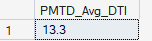 PMTD_Avg_DTI
1 13.3